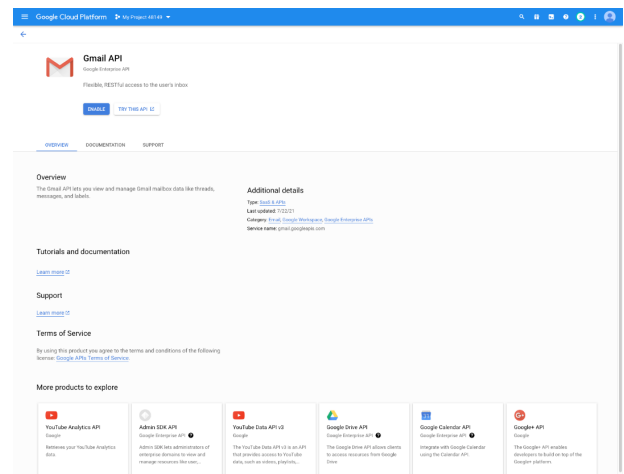 Google Cloud Platform
My Project 48149
Gmail API
Google Enterprise API
Flexible, RESTful access to the user's inbox
ENABLE
TRY THIS API
OVERVIEW
DOCUMENTATION
SUPPORT
Overview
The Gmail API lets you view and manage Gmail mailbox data like threads,
messages, and labels.
Additional details
Type: SaaS & APIs
Last updated: 7/22/21
Category: Email, Google Workspace, Google Enterprise APIs
Service name: gmail.googleapis.com
Tutorials and documentation
Learn more
Support
Learn more
Terms of Service
By using this product you agree to the terms and conditions of the following
license: Google APIs Terms of Service.
More products to explore
YouTube Analytics API
Google
Retrieves your YouTube Analytics
data.
Admin SDK API
Google Enterprise API
Admin SDK lets administrators of
enterprise domains to view and
manage resources like user,...
YouTube Data API v3
Google
The YouTube Data API v3 is an API
that provides access to YouTube
data, such as videos, playlists,...
Google Drive API
Google Enterprise API
The Google Drive API allows clients
to access resources from Google
Drive
Google Calendar API
Google Enterprise API
Integrate with Google Calendar
using the Calendar API.
Google+ API
Google
The Google+ API enables
developers to build on top of the
Google+ platform.